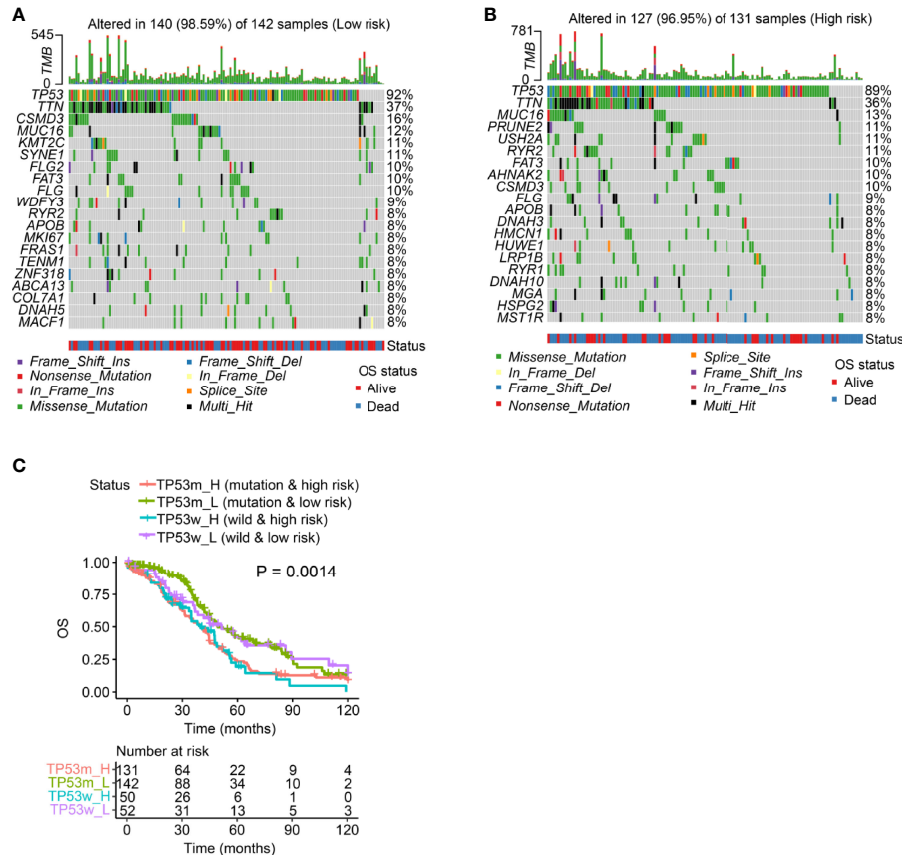 A
Altered in 140 (98.59%) of 142 samples (Low risk)
545
TMB
0
TP53 92%
TTN 37%
CSMD3 16%
MUC16 12%
KMT2C 11%
SYNE1 11%
FLG2 10%
FAT3 10%
FLG 10%
WDFY3 9%
RYR2 8%
APOB 8%
MKI67 8%
FRAS1 8%
TENM1 8%
ZNF318 8%
ABCA13 8%
COL7A1 8%
DNAH5 8%
MACF1 8%
Status
Frame_Shift_Ins
Nonsense_Mutation
In_Frame_Ins
Missense_Mutation
Frame_Shift_Del
In_Frame_Del
Splice_Site
Multi_Hit
OS status
Alive
Dead
B
Altered in 127 (96.95%) of 131 samples (High risk)
781
TMB
0
TP53 89%
TTN 36%
MUC16 13%
PRUNE2 11%
USH2A 11%
RYR2 11%
FAT3 10%
AHNAK2 10%
CSMD3 10%
FLG 9%
APOB 8%
DNAH3 8%
HMCN1 8%
HUWE1 8%
LRP1B 8%
RYR1 8%
DNAH10 8%
MGA 8%
HSPG2 8%
MST1R 8%
Status
Missense_Mutation
In_Frame_Del
Frame_Shift_Del
Nonsense_Mutation
Splice_Site
Frame_Shift_Ins
In_Frame_Ins
Multi_Hit
OS status
Alive
Dead
C
Status
TP53m_H (mutation & high risk)
TP53m_L (mutation & low risk)
TP53w_H (wild & high risk)
TP53w_L (wild & low risk)
P = 0.0014
OS
1.00
0.75
0.50
0.25
0.00
0 30 60 90 120
Time (months)
Number at risk
TP53m_H 131 64 22 9 4
TP53m_L 142 88 34 10 2
TP53w_H 50 26 6 1 0
TP53w_L 52 31 13 5 3
0 30 60 90 120
Time (months)